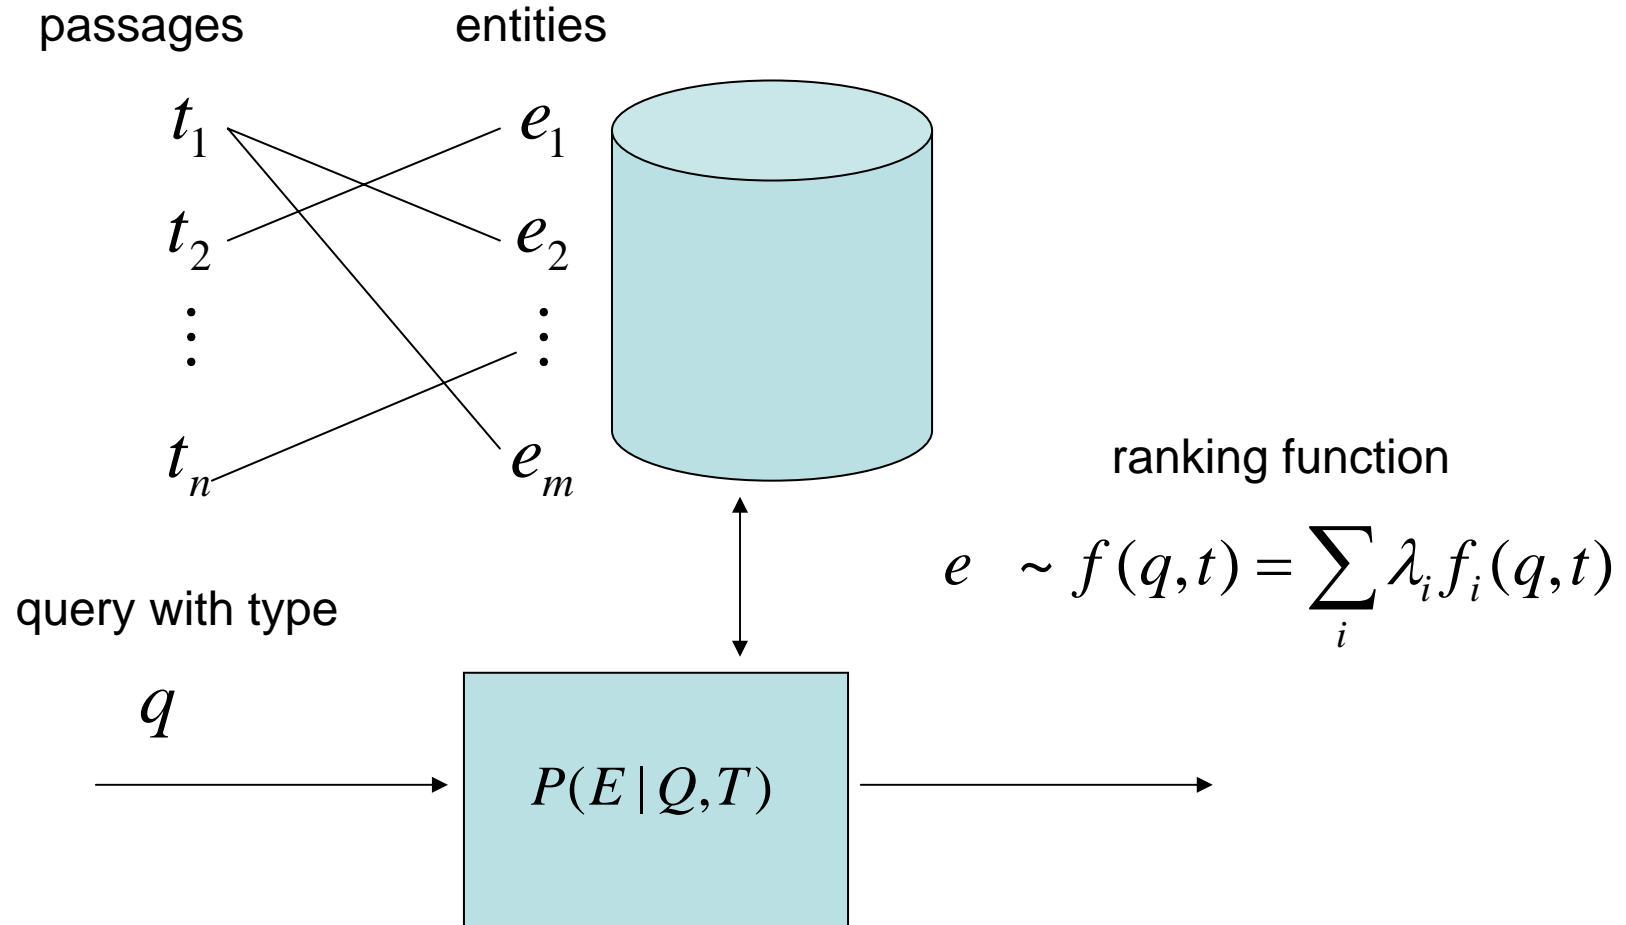 passages entities
t₁ e₁
t₂ e₂
⋮ ⋮
tₙ eₘ
ranking function
e ~ f(q,t) = ∑ᵢ λᵢ fᵢ(q,t)
query with type
q
P(E | Q,T)